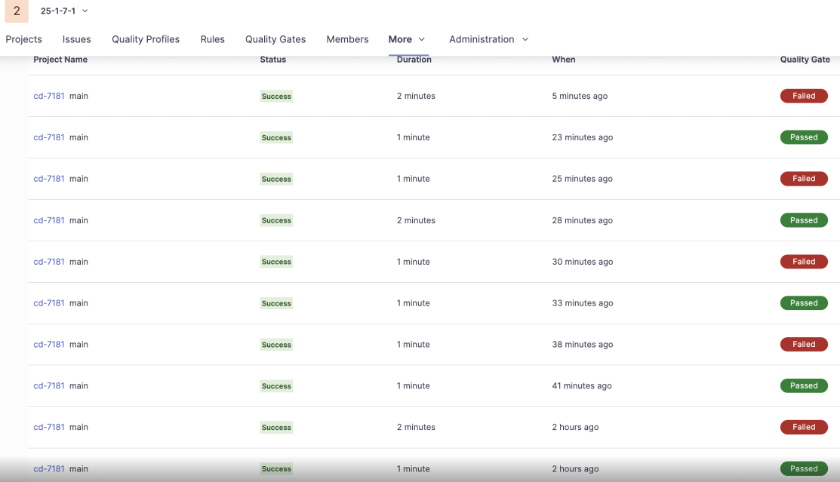 2 25-1-7-1
Projects Issues Quality Profiles Rules Quality Gates Members More Administration
Project Name Status Duration When Quality Gate
cd-7181 main Success 2 minutes 5 minutes ago Failed
cd-7181 main Success 1 minute 23 minutes ago Passed
cd-7181 main Success 1 minute 25 minutes ago Failed
cd-7181 main Success 2 minutes 28 minutes ago Passed
cd-7181 main Success 1 minute 30 minutes ago Failed
cd-7181 main Success 1 minute 33 minutes ago Passed
cd-7181 main Success 1 minute 38 minutes ago Failed
cd-7181 main Success 1 minute 41 minutes ago Passed
cd-7181 main Success 2 minutes 2 hours ago Failed
cd-7181 main Success 1 minute 2 hours ago Passed